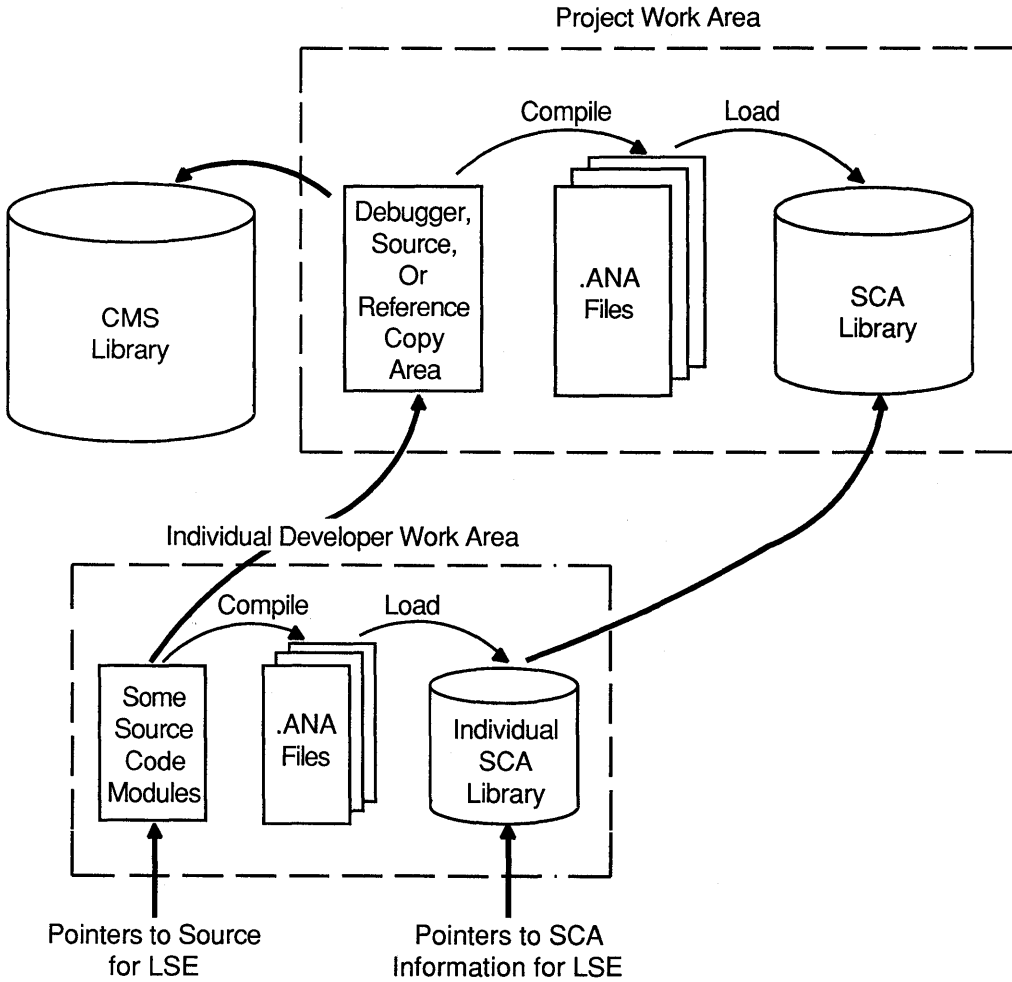 Project Work Area
Compile
Load
Debugger,
Source,
Or
Reference
Copy
Area
.ANA
Files
SCA
Library
CMS
Library
Individual Developer Work Area
Compile
Load
Some
Source
Code
Modules
.ANA
Files
Individual
SCA
Library
Pointers to Source
for LSE
Pointers to SCA
Information for LSE